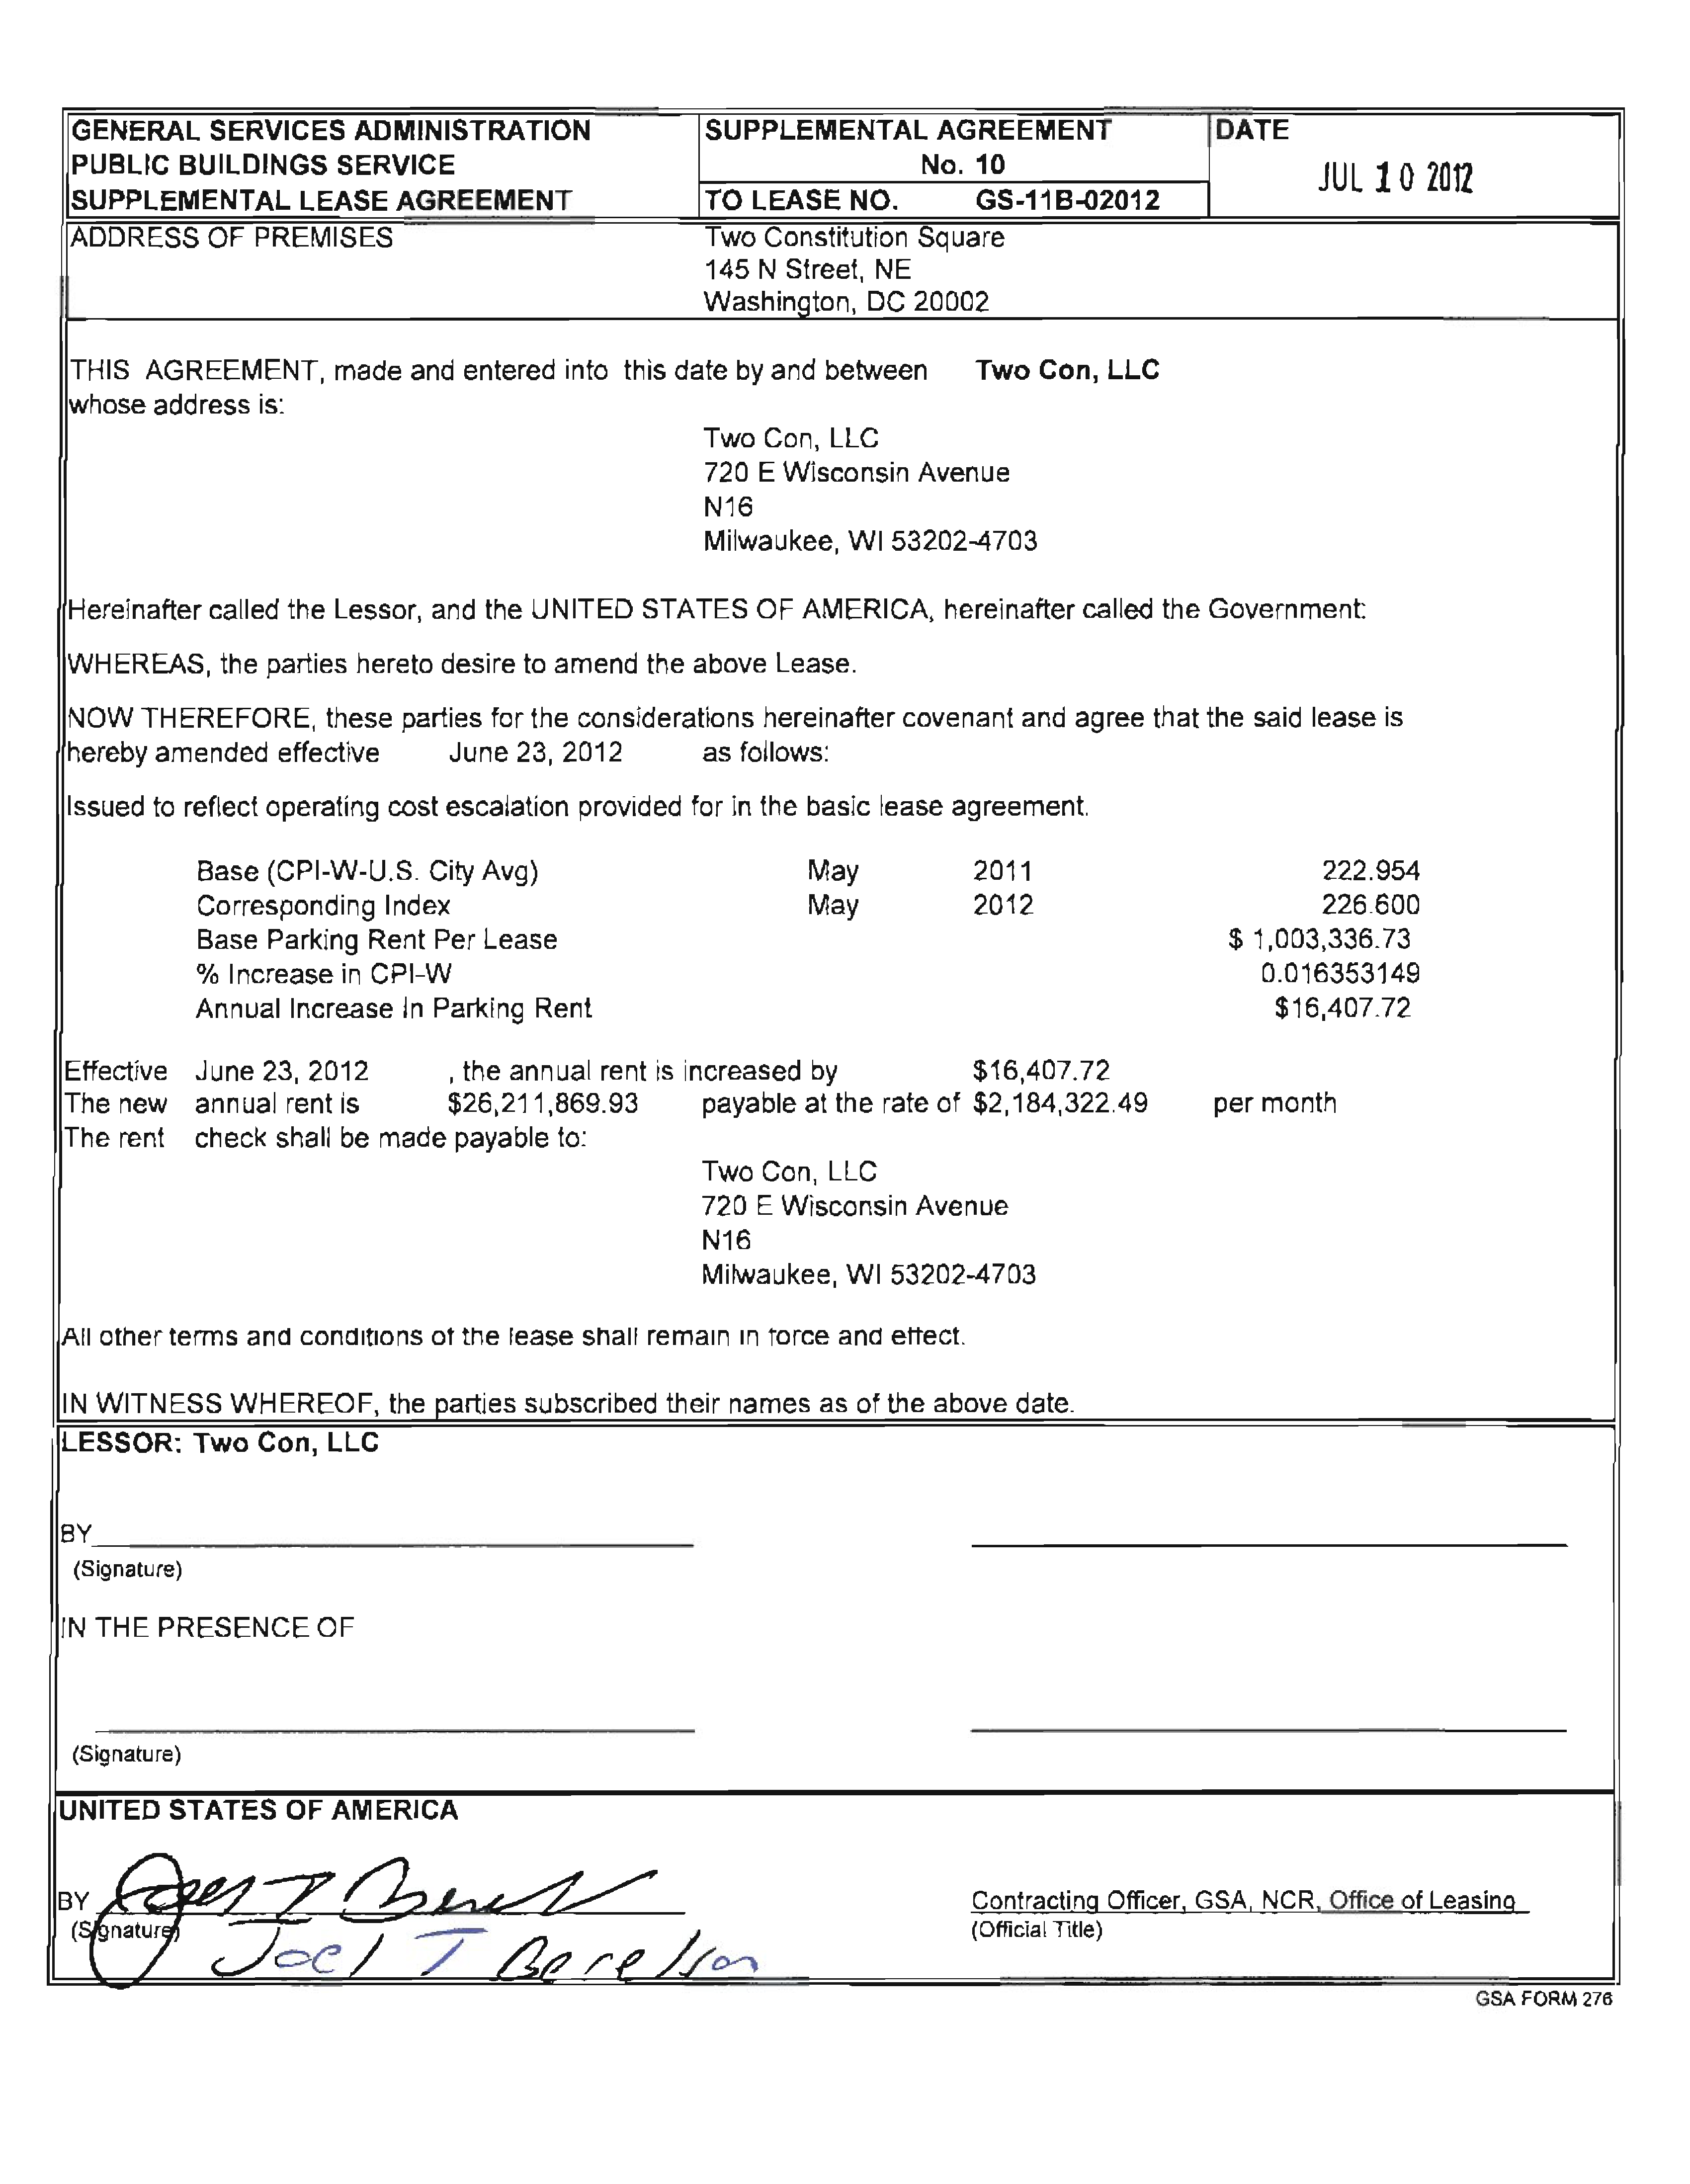 GENERAL SERVICES ADMINISTRATION
PUBLIC BUILDINGS SERVICE
SUPPLEMENTAL LEASE AGREEMENT
SUPPLEMENTAL AGREEMENT
No. 10
TO LEASE NO. GS-11B-02012
DATE
JUL 10 2012
ADDRESS OF PREMISES
Two Constitution Square
145 N Street, NE
Washington, DC 20002
THIS AGREEMENT, made and entered into this date by and between Two Con, LLC
whose address is:
Two Con, LLC
720 E Wisconsin Avenue
N16
Milwaukee, WI 53202-4703
Hereinafter called the Lessor, and the UNITED STATES OF AMERICA, hereinafter called the Government:
WHEREAS, the parties hereto desire to amend the above Lease.
NOW THEREFORE, these parties for the considerations hereinafter covenant and agree that the said lease is
hereby amended effective June 23, 2012 as follows:
Issued to reflect operating cost escalation provided for in the basic lease agreement.
Base (CPI-W-U.S. City Avg) May 2011 222.954
Corresponding Index May 2012 226.600
Base Parking Rent Per Lease $ 1,003,336.73
% Increase in CPI-W 0.016353149
Annual Increase In Parking Rent $16,407.72
Effective June 23, 2012 , the annual rent is increased by $16,407.72
The new annual rent is $26,211,869.93 payable at the rate of $2,184,322.49 per month
The rent check shall be made payable to:
Two Con, LLC
720 E Wisconsin Avenue
N16
Milwaukee, WI 53202-4703
All other terms and conditions of the lease shall remain in force and effect.
IN WITNESS WHEREOF, the parties subscribed their names as of the above date.
LESSOR: Two Con, LLC
BY
(Signature)
IN THE PRESENCE OF
(Signature)
UNITED STATES OF AMERICA
BY
Contracting Officer, GSA, NCR, Office of Leasing
(Signature)
(Official Title)
Joel T Berelson
GSA FORM 276